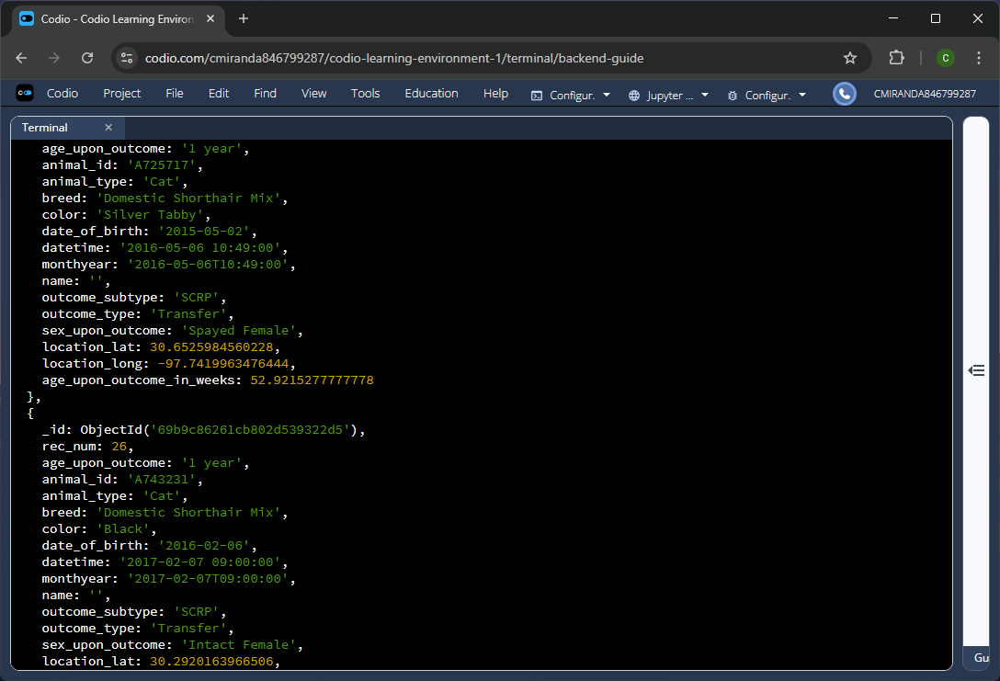 Codio - Codio Learning Environ
codio.com/cmiranda846799287/codio-learning-environment-1/terminal/backend-guide
C
Codio Project File Edit Find View Tools Education Help Configur. Jupyter ... Configur.. CMIRANDA846799287
Terminal
age_upon_outcome: '1 year',
animal_id: 'A725717',
animal_type: 'Cat',
breed: 'Domestic Shorthair Mix',
color: 'Silver Tabby',
date_of_birth: '2015-05-02',
datetime: '2016-05-06 10:49:00',
monthyear: '2016-05-06T10:49:00',
name: '',
outcome_subtype: 'SCRP',
outcome_type: 'Transfer',
sex_upon_outcome: 'Spayed Female',
location_lat: 30.6525984560228,
location_long: -97.7419963476444,
age_upon_outcome_in_weeks: 52.9215277777778
},
{
_id: ObjectId('69b9c86261cb802d539322d5'),
rec_num: 26,
age_upon_outcome: '1 year',
animal_id: 'A743231',
animal_type: 'Cat',
breed: 'Domestic Shorthair Mix',
color: 'Black',
date_of_birth: '2016-02-06',
datetime: '2017-02-07 09:00:00',
monthyear: '2017-02-07T09:00:00',
name: '',
outcome_subtype: 'SCRP',
outcome_type: 'Transfer',
sex_upon_outcome: 'Intact Female',
location_lat: 30.2920163966506,
Gu